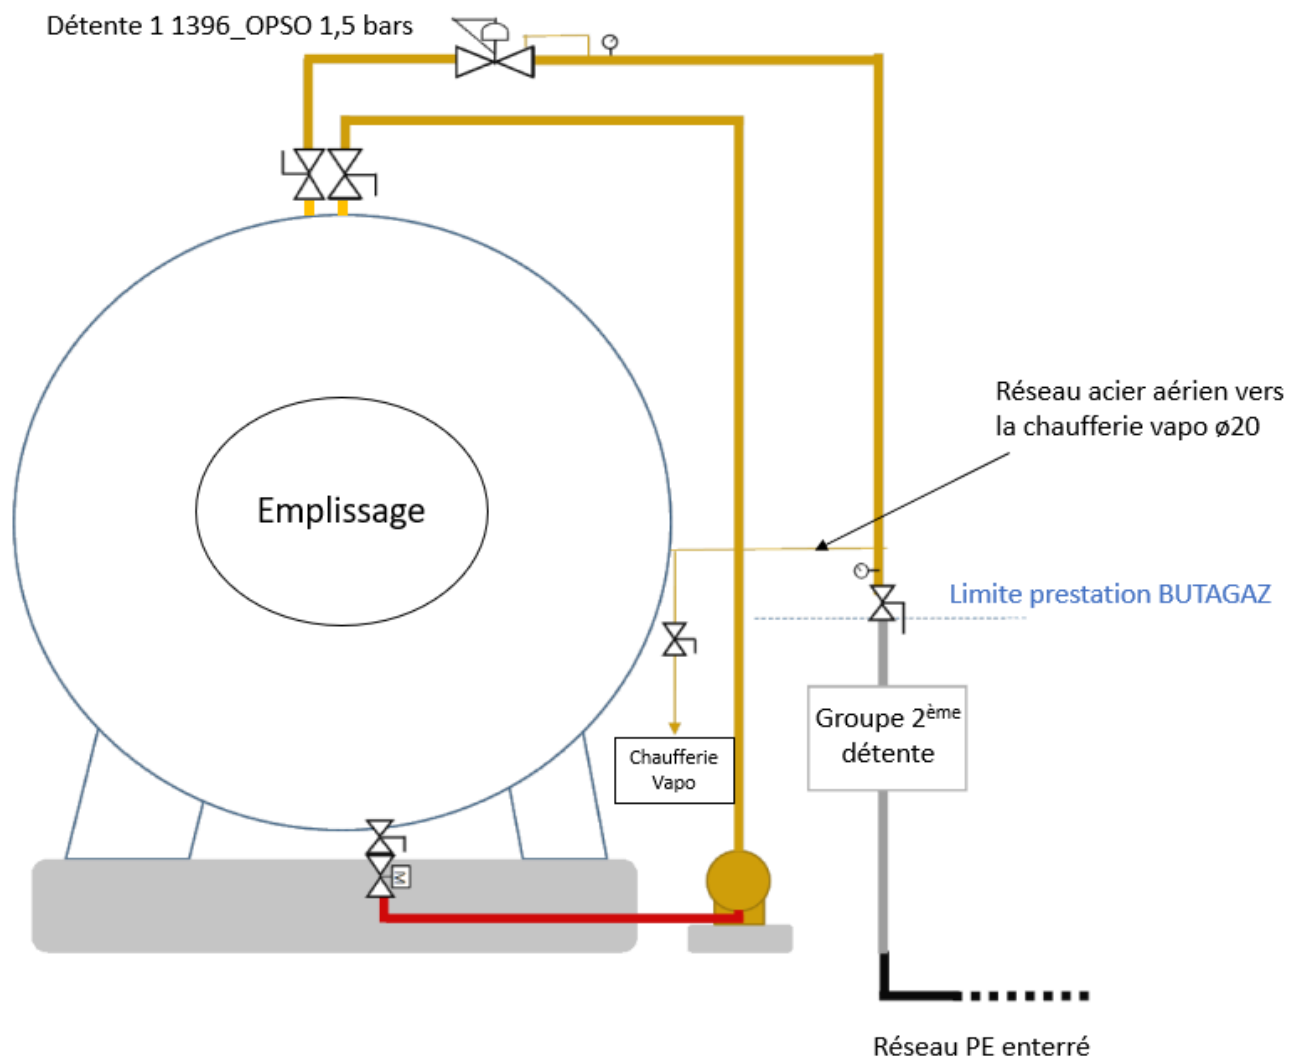 Détente 1 1396_OPSO 1,5 bars
Réseau acier aérien vers
la chaufferie vapo ø20
Emplissage
Limite prestation BUTAGAZ
Groupe 2ème
détente
Chaufferie
Vapo
M
Réseau PE enterré